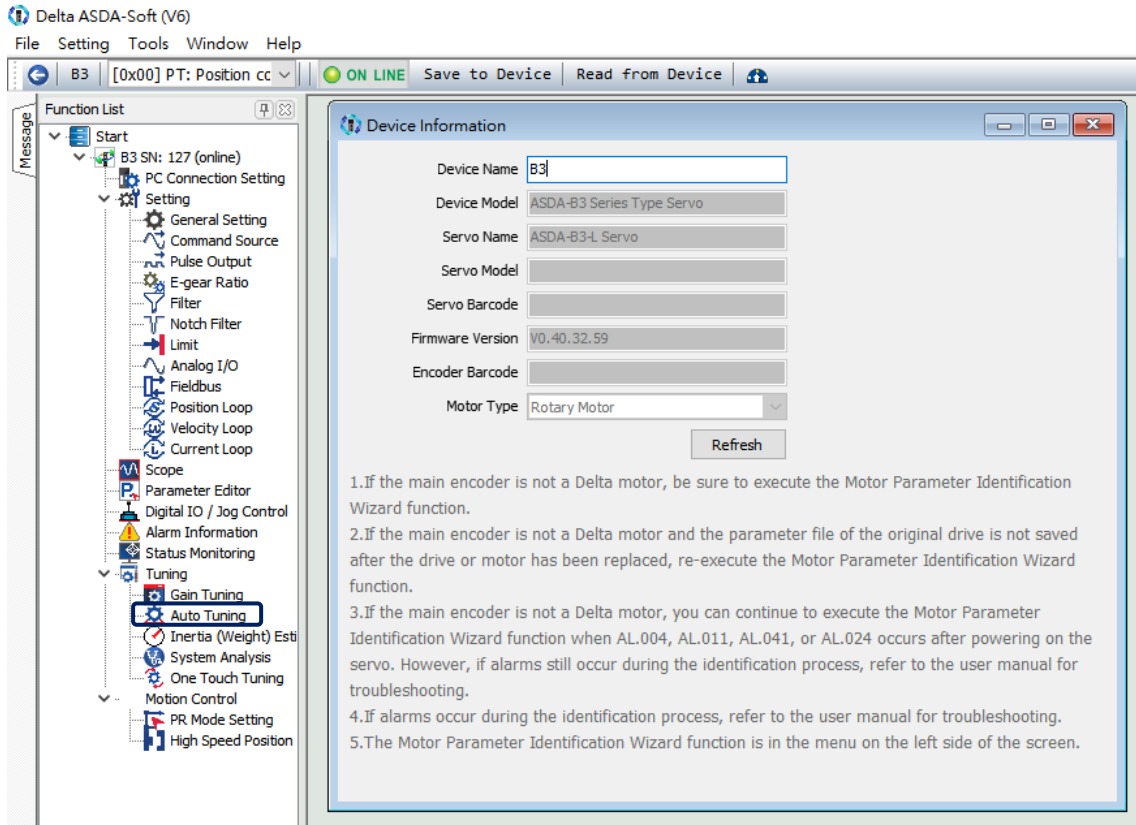 Delta ASDA-Soft (V6)
File Setting Tools Window Help
B3 [0x00] PT: Position cc ON LINE Save to Device Read from Device
Message
Function List
Start
B3 SN: 127 (online)
PC Connection Setting
Setting
General Setting
Command Source
Pulse Output
E-gear Ratio
Filter
Notch Filter
Limit
Analog I/O
Fieldbus
Position Loop
Velocity Loop
Current Loop
Scope
Parameter Editor
Digital IO / Jog Control
Alarm Information
Status Monitoring
Tuning
Gain Tuning
Auto Tuning
Inertia (Weight) Esti
System Analysis
One Touch Tuning
Motion Control
PR Mode Setting
High Speed Position
Device Information
Device Name B3
Device Model ASDA-B3 Series Type Servo
Servo Name ASDA-B3-L Servo
Servo Model
Servo Barcode
Firmware Version V0.40.32.59
Encoder Barcode
Motor Type Rotary Motor
Refresh
1.If the main encoder is not a Delta motor, be sure to execute the Motor Parameter Identification
Wizard function.
2.If the main encoder is not a Delta motor and the parameter file of the original drive is not saved
after the drive or motor has been replaced, re-execute the Motor Parameter Identification Wizard
function.
3.If the main encoder is not a Delta motor, you can continue to execute the Motor Parameter
Identification Wizard function when AL.004, AL.011, AL.041, or AL.024 occurs after powering on the
servo. However, if alarms still occur during the identification process, refer to the user manual for
troubleshooting.
4.If alarms occur during the identification process, refer to the user manual for troubleshooting.
5.The Motor Parameter Identification Wizard function is in the menu on the left side of the screen.